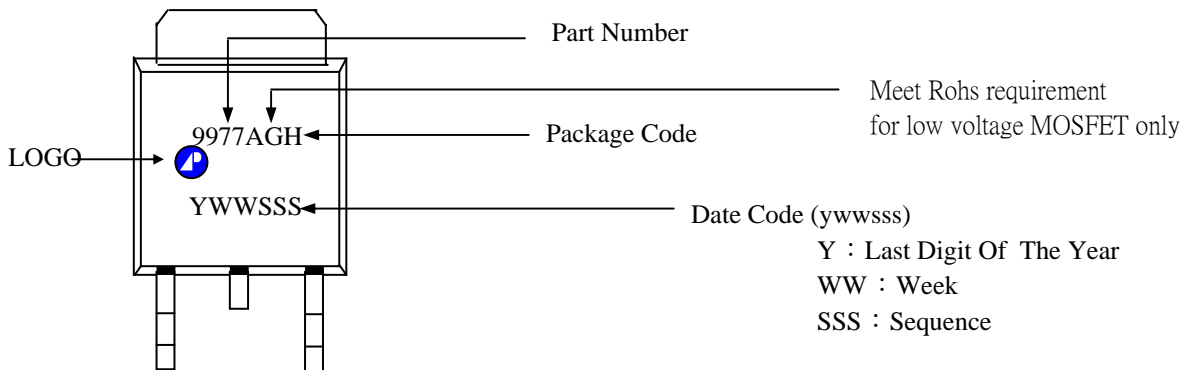 Part Number
Meet Rohs requirement
for low voltage MOSFET only
9977AGH
Package Code
LOGO
YWWSSS
Date Code (ywwsss)
Y：Last Digit Of The Year
WW：Week
SSS：Sequence